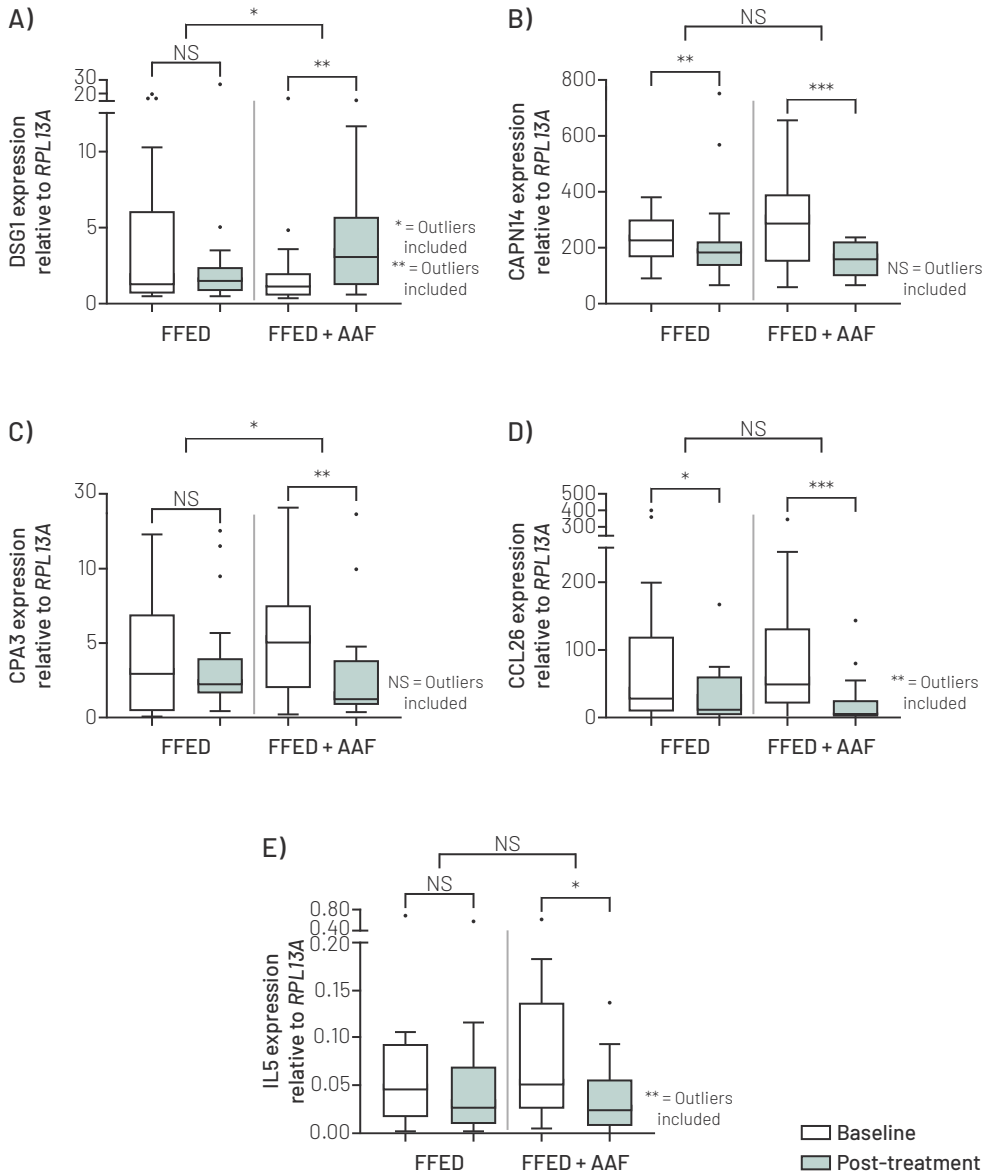 A)
*
NS
**
30
20
10
5
0
DSG1 expression
relative to RPL13A
* = Outliers
included
** = Outliers
included
FFED
FFED + AAF
B)
NS
**
***
800
600
400
200
0
CAPN14 expression
relative to RPL13A
NS = Outliers
included
FFED
FFED + AAF
C)
*
NS
**
30
10
5
0
CPA3 expression
relative to RPL13A
NS = Outliers
included
FFED
FFED + AAF
D)
NS
*
***
500
400
300
200
100
0
CCL26 expression
relative to RPL13A
** = Outliers
included
FFED
FFED + AAF
E)
NS
NS
*
0.80
0.40
0.20
0.15
0.10
0.05
0.00
IL5 expression
relative to RPL13A
** = Outliers
included
FFED
FFED + AAF
Baseline
Post-treatment